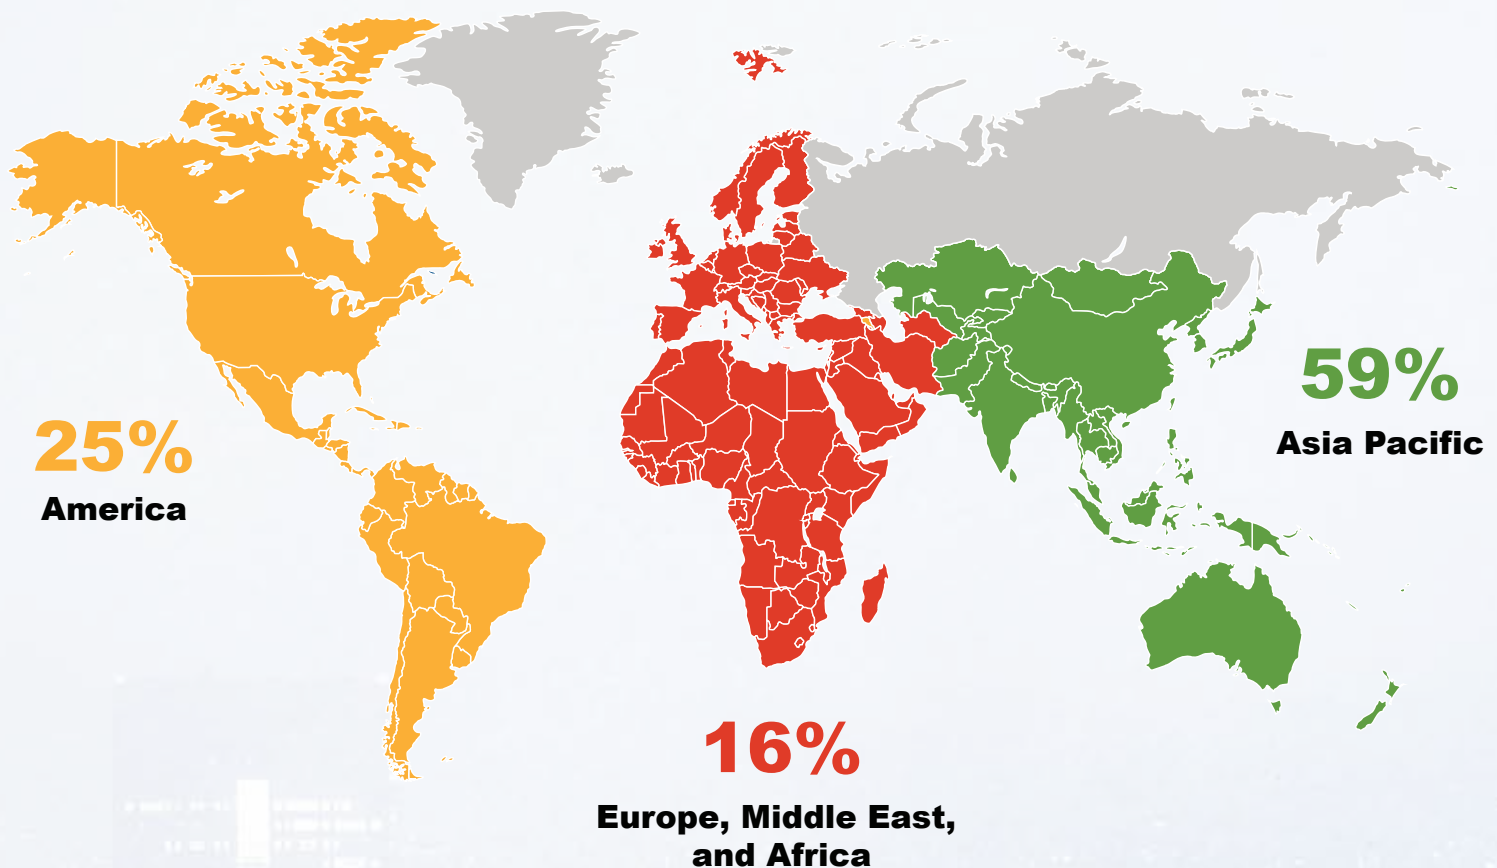 25%
America
59%
Asia Pacific
16%
Europe, Middle East,
and Africa